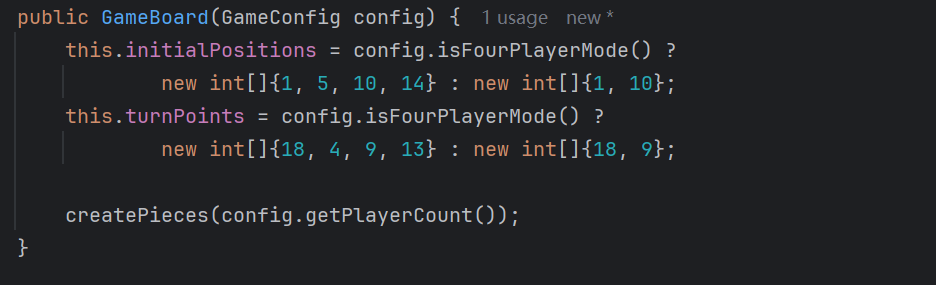 public GameBoard(GameConfig config) { 1 usage new *
    this.initialPositions = config.isFourPlayerMode() ?
            new int[]{1, 5, 10, 14} : new int[]{1, 10};
    this.turnPoints = config.isFourPlayerMode() ?
            new int[]{18, 4, 9, 13} : new int[]{18, 9};
    createPieces(config.getPlayerCount());
}